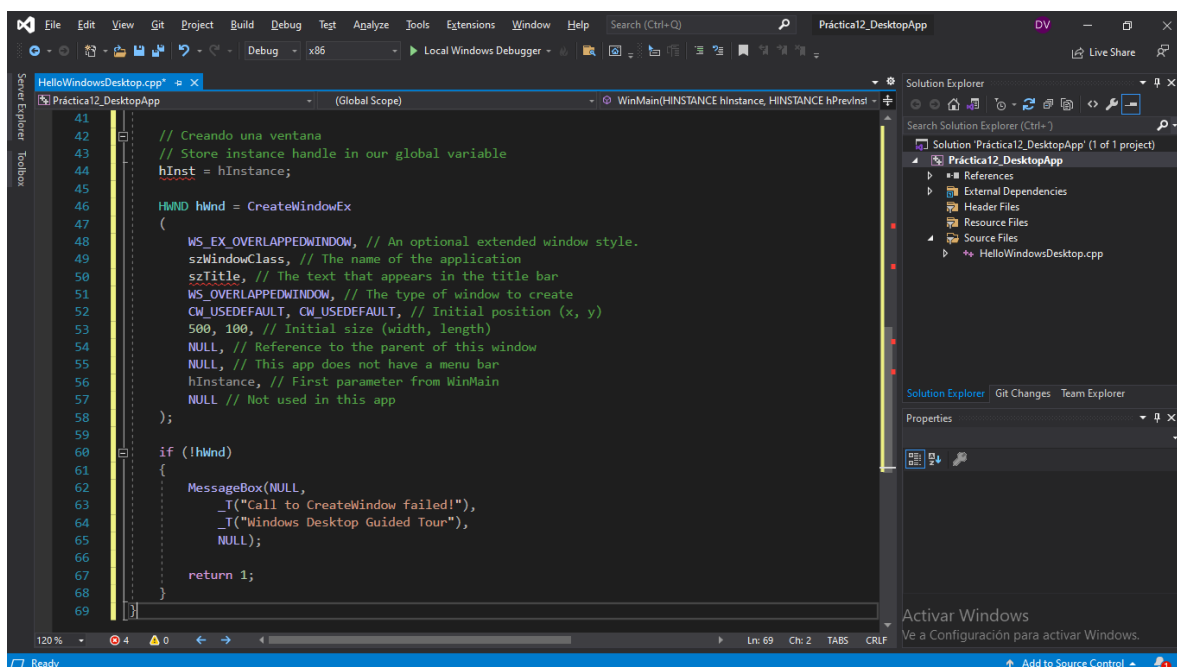 File Edit View Git Project Build Debug Test Analyze Tools Extensions Window Help Search (Ctrl+Q) Práctica12_DesktopApp DV
Debug x86 Local Windows Debugger Live Share
Server Explorer
Toolbox
HelloWindowsDesktop.cpp*
Práctica12_DesktopApp (Global Scope) WinMain(HINSTANCE hInstance, HINSTANCE hPrevInst
41
42 // Creando una ventana
43 // Store instance handle in our global variable
44 hInst = hInstance;
45
46 HWND hWnd = CreateWindowEx
47 (
48 WS_EX_OVERLAPPEDWINDOW, // An optional extended window style.
49 szWindowClass, // The name of the application
50 szTitle, // The text that appears in the title bar
51 WS_OVERLAPPEDWINDOW, // The type of window to create
52 CW_USEDEFAULT, CW_USEDEFAULT, // Initial position (x, y)
53 500, 100, // Initial size (width, length)
54 NULL, // Reference to the parent of this window
55 NULL, // This app does not have a menu bar
56 hInstance, // First parameter from WinMain
57 NULL // Not used in this app
58 );
59
60 if (!hWnd)
61 {
62 MessageBox(NULL,
63 _T("Call to CreateWindow failed!"),
64 _T("Windows Desktop Guided Tour"),
65 NULL);
66
67 return 1;
68 }
69 }
120 % 4 0 Ln: 69 Ch: 2 TABS CRLF
Solution Explorer
Search Solution Explorer (Ctrl+´)
Solution 'Práctica12_DesktopApp' (1 of 1 project)
Práctica12_DesktopApp
References
External Dependencies
Header Files
Resource Files
Source Files
++ HelloWindowsDesktop.cpp
Solution Explorer Git Changes Team Explorer
Properties
Activar Windows
Ve a Configuración para activar Windows.
Ready Add to Source Control 1